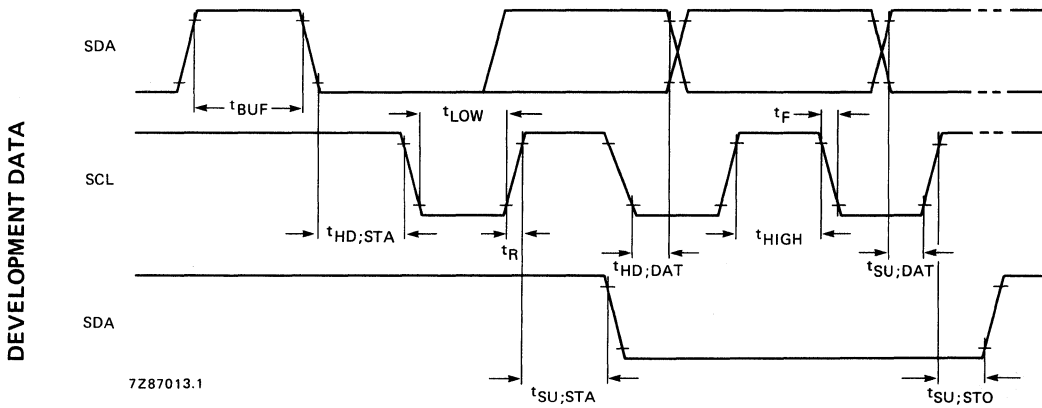 DEVELOPMENT DATA
SDA
tBUF
tLOW
tF
SCL
tHD;STA
tR
tHD;DAT
tHIGH
tSU;DAT
SDA
7Z87013.1
tSU;STA
tSU;STO